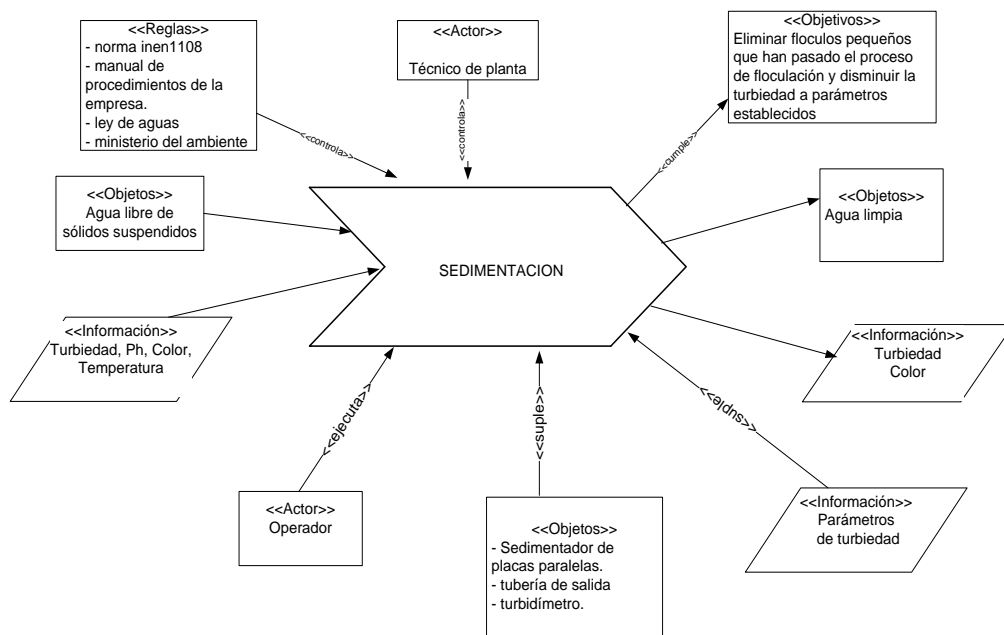 <<Reglas>>
- norma inen1108
- manual de
procedimientos de la
empresa.
- ley de aguas
- ministerio del ambiente
<<Actor>>
Técnico de planta
<<Objetivos>>
Eliminar floculos pequeños
que han pasado el proceso
de floculación y disminuir la
turbiedad a parámetros
establecidos
<<controla>>
<<controla>>
<<cumple>>
<<Objetos>>
Agua libre de
sólidos suspendidos
<<Objetos>>
Agua limpia
SEDIMENTACION
<<Información>>
Turbiedad, Ph, Color,
Temperatura
<<Información>>
Turbiedad
Color
<<ejecuta>>
<<suple>>
<<suple>>
<<Actor>>
Operador
<<Objetos>>
- Sedimentador de
placas paralelas.
- tubería de salida
- turbidímetro.
<<Información>>
Parámetros
de turbiedad